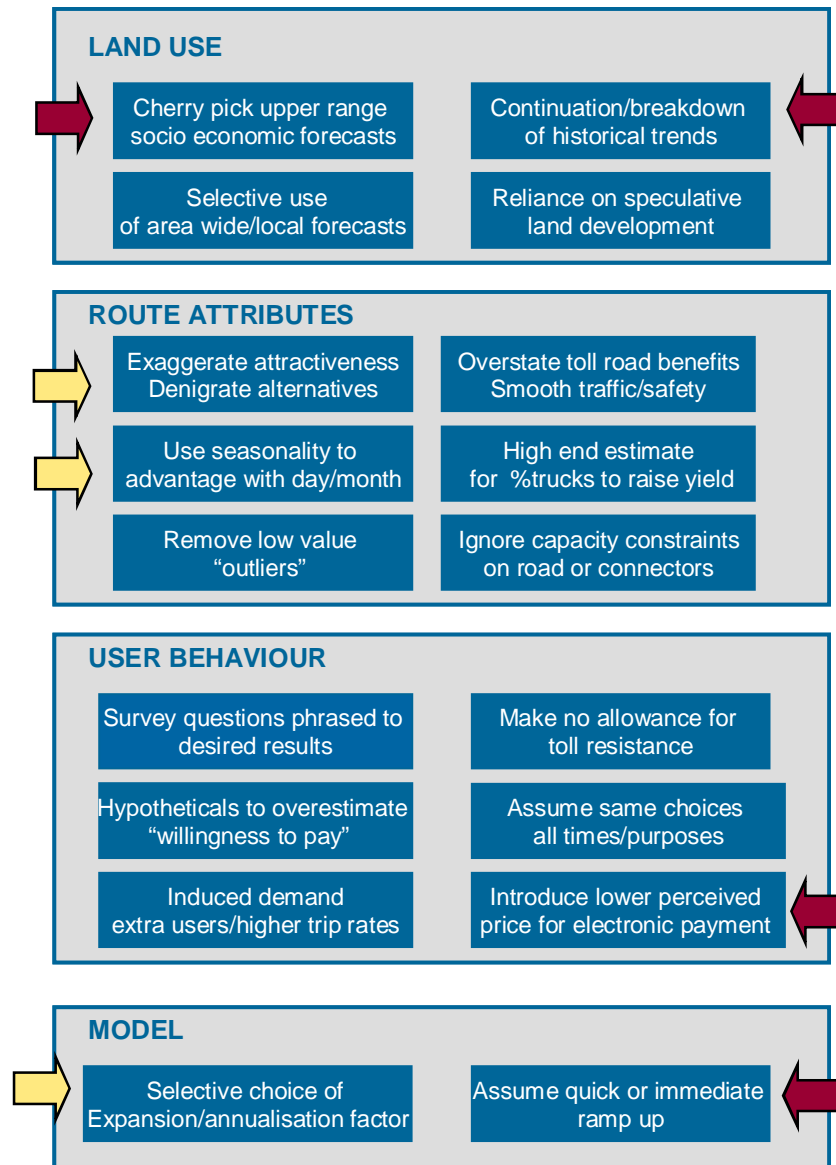 LAND USE
Cherry pick upper range
socio economic forecasts
Continuation/breakdown
of historical trends
Selective use
of area wide/local forecasts
Reliance on speculative
land development
ROUTE ATTRIBUTES
Exaggerate attractiveness
Denigrate alternatives
Overstate toll road benefits
Smooth traffic/safety
Use seasonality to
advantage with day/month
High end estimate
for %trucks to raise yield
Remove low value
“outliers”
Ignore capacity constraints
on road or connectors
USER BEHAVIOUR
Survey questions phrased to
desired results
Make no allowance for
toll resistance
Hypotheticals to overestimate
“willingness to pay”
Assume same choices
all times/purposes
Induced demand
extra users/higher trip rates
Introduce lower perceived
price for electronic payment
MODEL
Selective choice of
Expansion/annualisation factor
Assume quick or immediate
ramp up